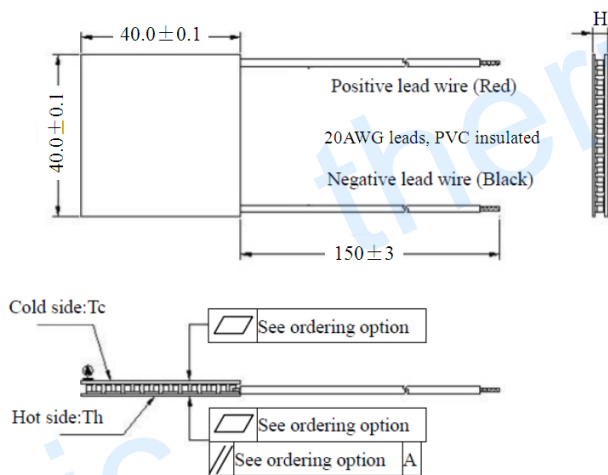 40.0±0.1
H
Positive lead wire (Red)
40.0±0.1
20AWG leads, PVC insulated
Negative lead wire (Black)
150±3
Cold side:Tc
See ordering option
A
Hot side:Th
See ordering option
See ordering option A
ther